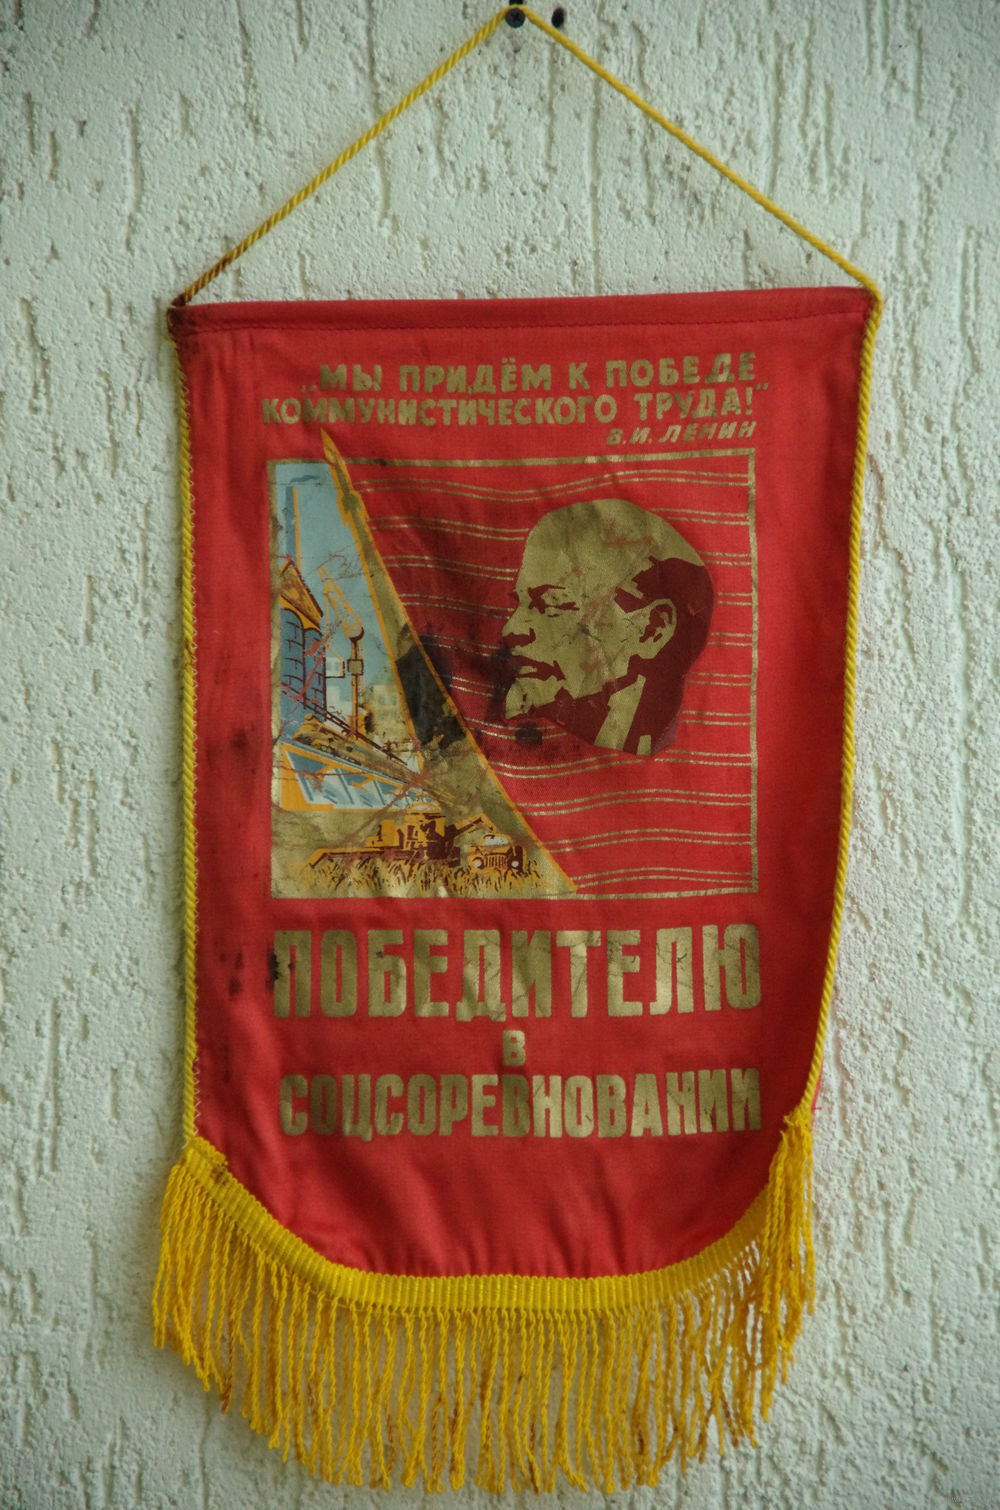 „МЫ ПРИДЁМ К ПОБЕДЕ
КОММУНИСТИЧЕСКОГО ТРУДА!"
В.И. ЛЕНИН
ПОБЕДИТЕЛЮ
В
СОЦСОРЕВНОВАНИИ